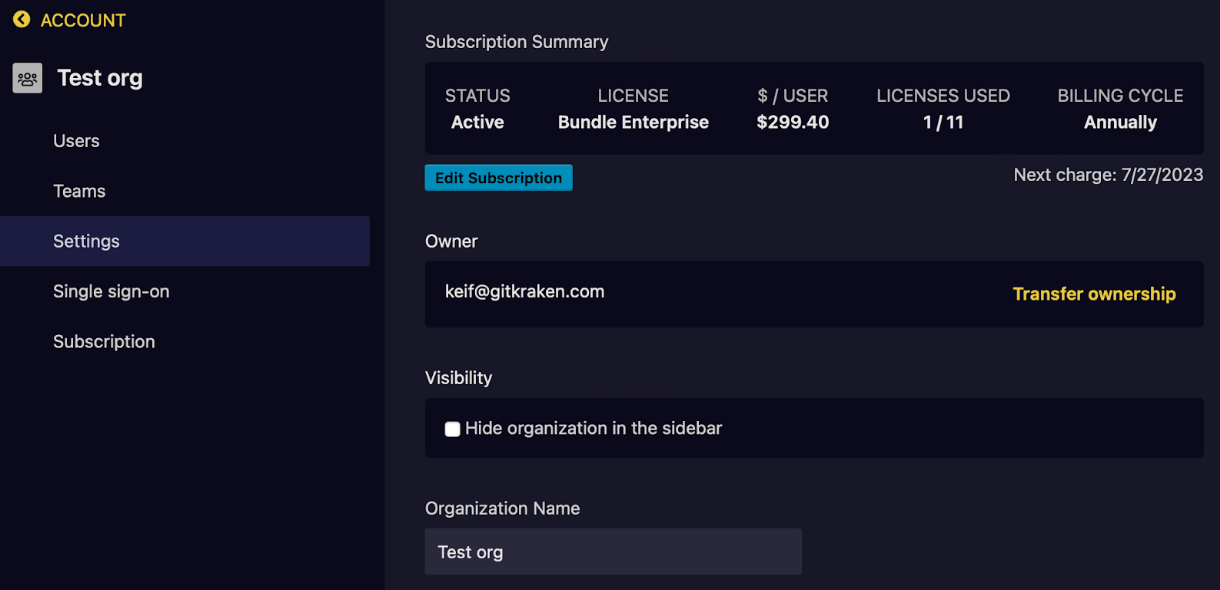 ACCOUNT
Test org
Users
Teams
Settings
Single sign-on
Subscription
Subscription Summary
STATUS LICENSE $ / USER LICENSES USED BILLING CYCLE
Active Bundle Enterprise $299.40 1 / 11 Annually
Edit Subscription Next charge: 7/27/2023
Owner
keif@gitkraken.com Transfer ownership
Visibility
Hide organization in the sidebar
Organization Name
Test org